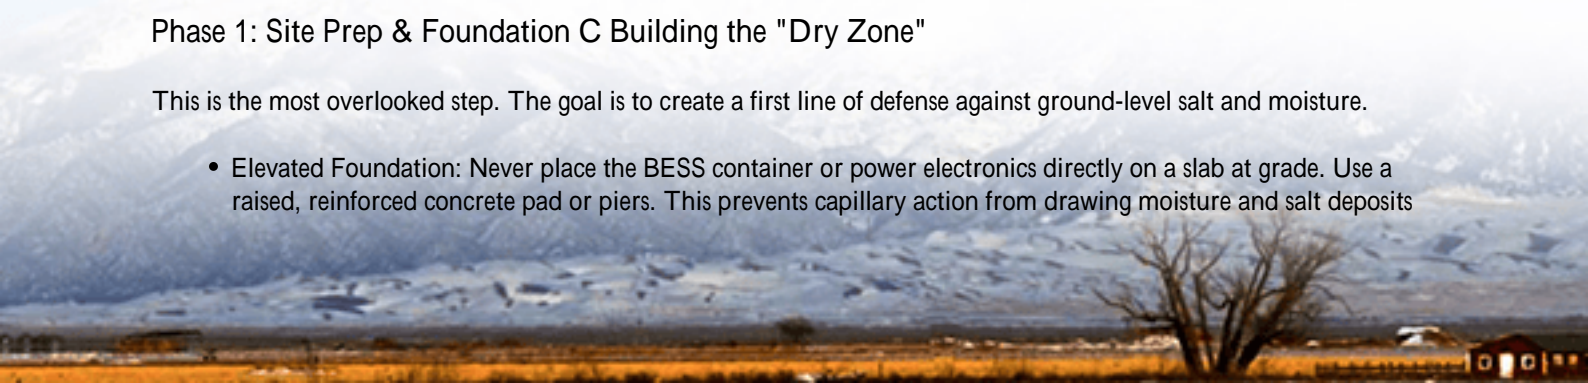 Phase 1: Site Prep & Foundation C Building the "Dry Zone"
This is the most overlooked step. The goal is to create a first line of defense against ground-level salt and moisture.
• Elevated Foundation: Never place the BESS container or power electronics directly on a slab at grade. Use a
raised, reinforced concrete pad or piers. This prevents capillary action from drawing moisture and salt deposits